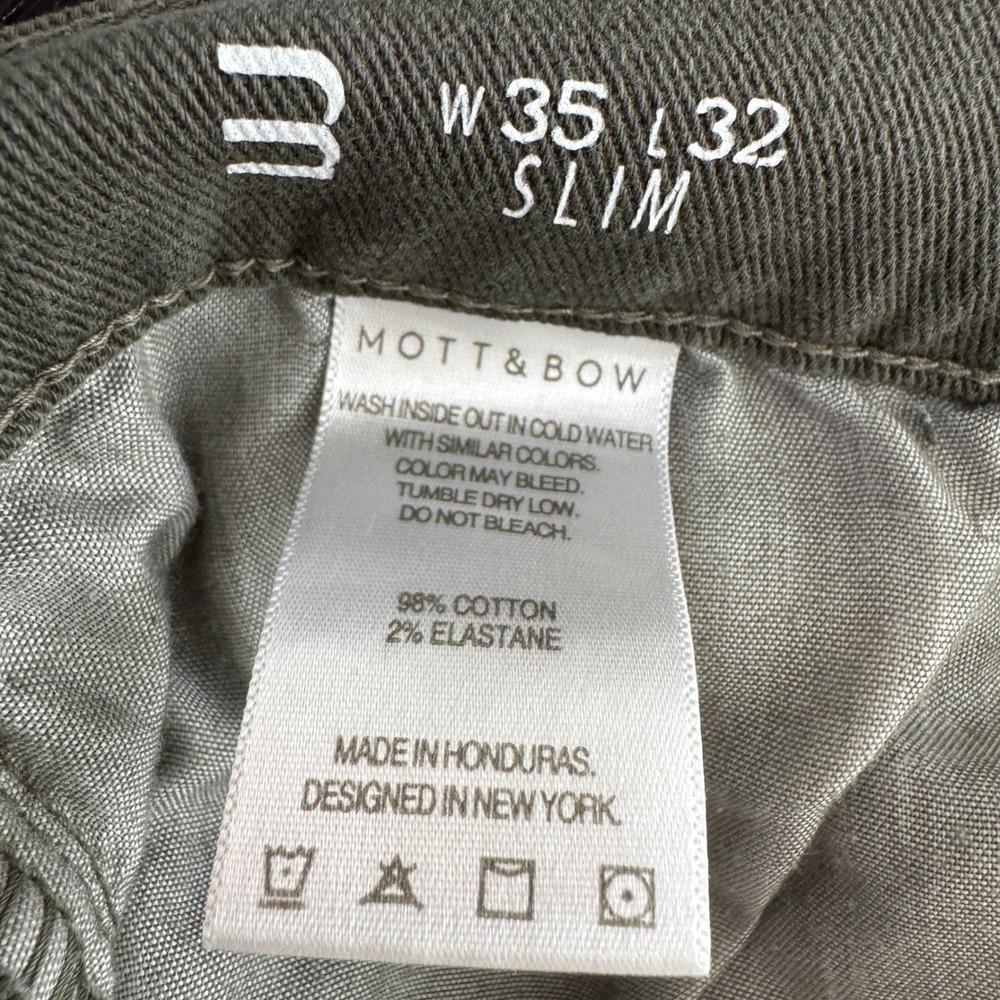 W 35 L 32
SLIM
MOTT & BOW
WASH INSIDE OUT IN COLD WATER
WITH SIMILAR COLORS.
COLOR MAY BLEED.
TUMBLE DRY LOW.
DO NOT BLEACH.
98% COTTON
2% ELASTANE
MADE IN HONDURAS.
DESIGNED IN NEW YORK.